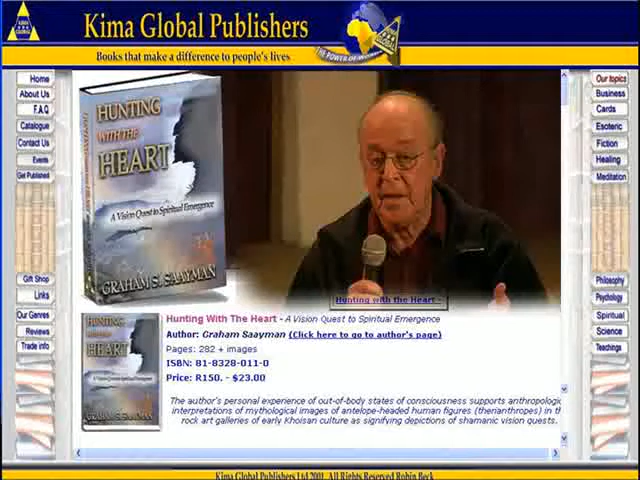 Kima Global Publishers
Books that make a difference to people's lives
KIMA GLOBAL
THE POWER OF
Home
About Us
F.A.Q
Catalogue
Contact Us
Events
Get Published
Gift Shop
Links
Our Genres
Reviews
Trade info
HUNTING
WITH THE
HEART
A Vision Quest to Spiritual Emergence
GRAHAM S. SAAYMAN
Hunting with the Heart -
HUNTING
WITH THE
HEART
A Vision Quest to Spiritual Emergence
GRAHAM S. SAAYMAN
Hunting With The Heart - A Vision Quest to Spiritual Emergence
Author: Graham Saayman (Click here to go to author's page)
Pages: 282 + images
ISBN: 81-8328-011-0
Price: R150. - $23.00
The author's personal experience of out-of-body states of consciousness supports anthropologic
interpretations of mythological images of antelope-headed human figures (therianthropes) in th
rock art galleries of early Khoisan culture as signifying depictions of shamanic vision quests.
Our topics
Business
Cards
Esoteric
Fiction
Healing
Meditation
Philosophy
Psychology
Spiritual
Science
Teachings
Kima Global Publishers Ltd 2001. All Rights Reserved Robin Beck